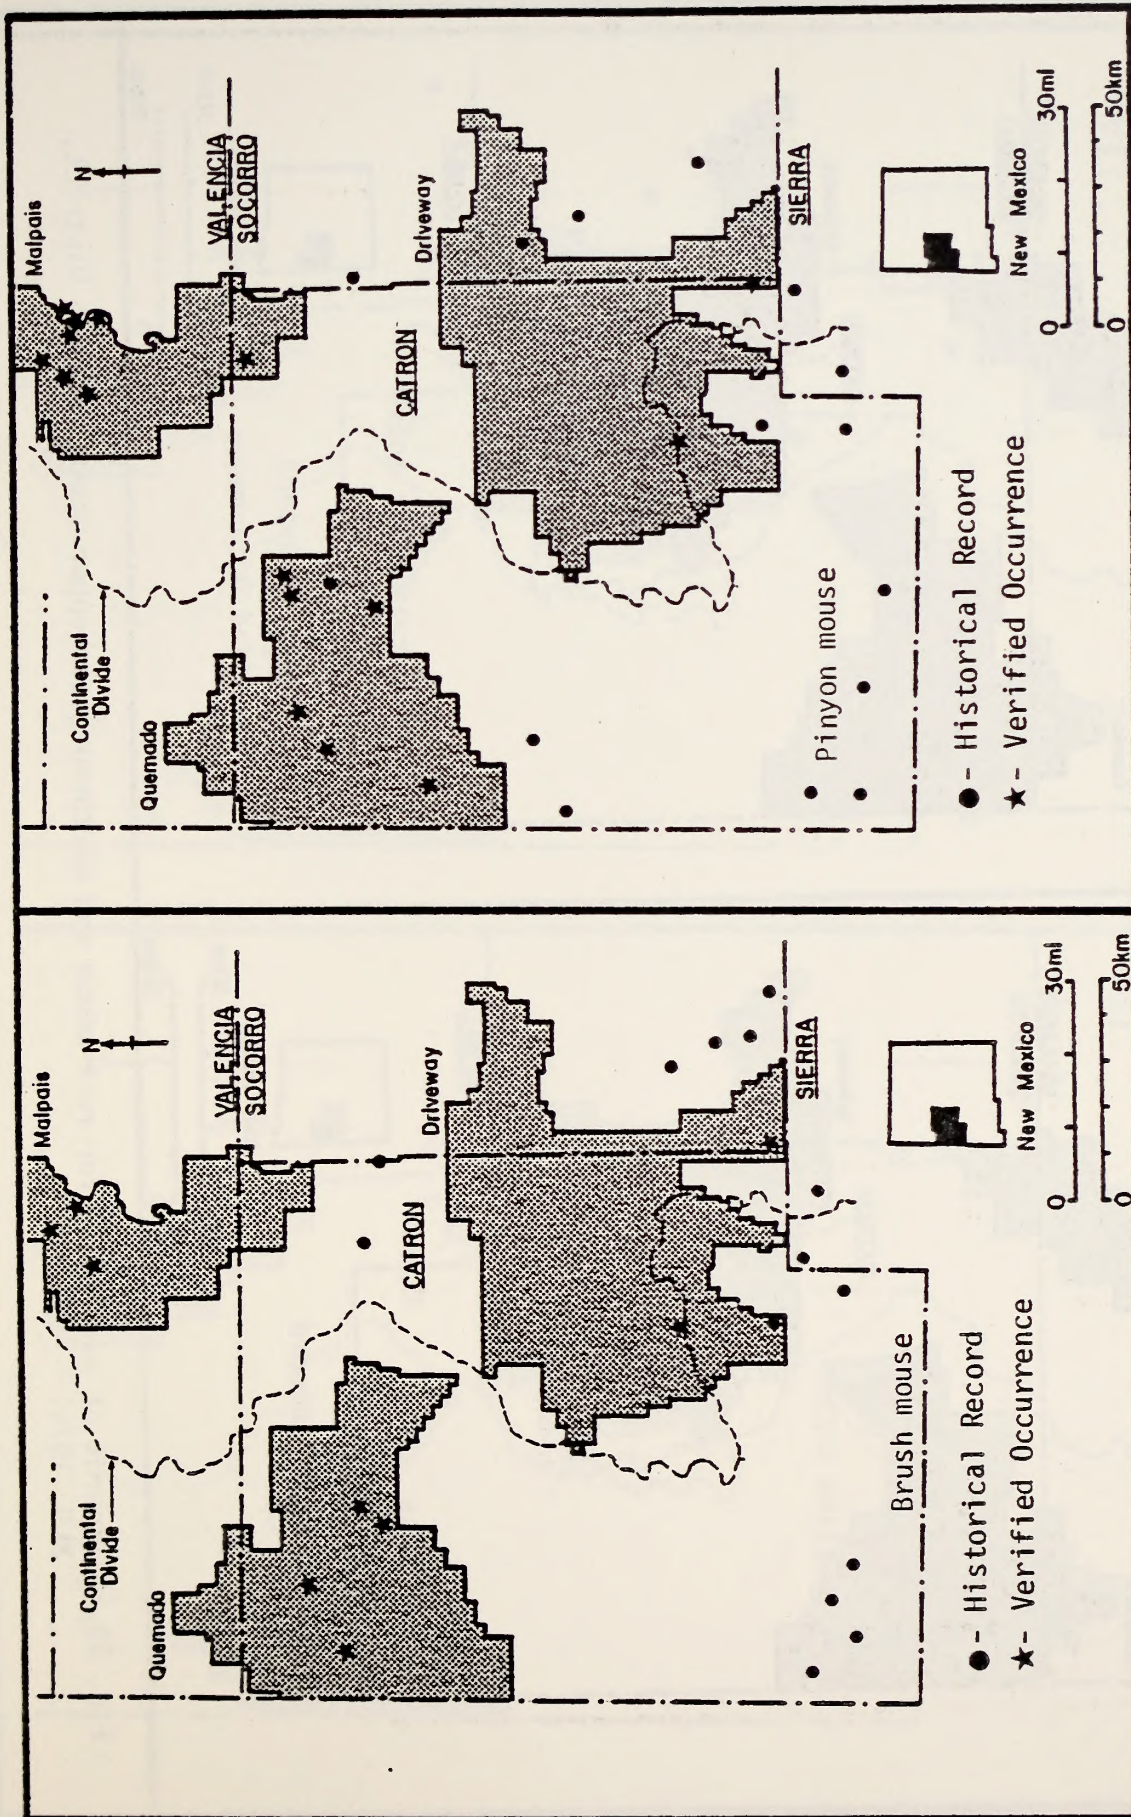 Malpais
N
VALENCIA
SOCORRO
Continental
Divide
Quemado
Driveway
CATRON
SIERRA
Pinyon mouse
● - Historical Record
★ - Verified Occurrence
New Mexico
0 30mi
0 50km
Malpais
N
VALENCIA
SOCORRO
Continental
Divide
Quemado
Driveway
CATRON
SIERRA
Brush mouse
● - Historical Record
★ - Verified Occurrence
New Mexico
0 30mi
0 50km